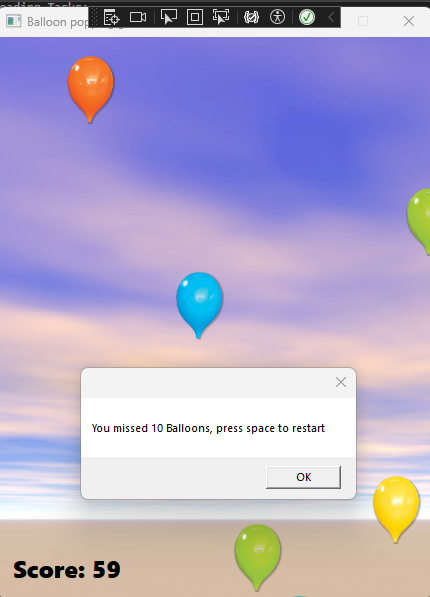 Balloon pop
You missed 10 Balloons, press space to restart
OK
Score: 59